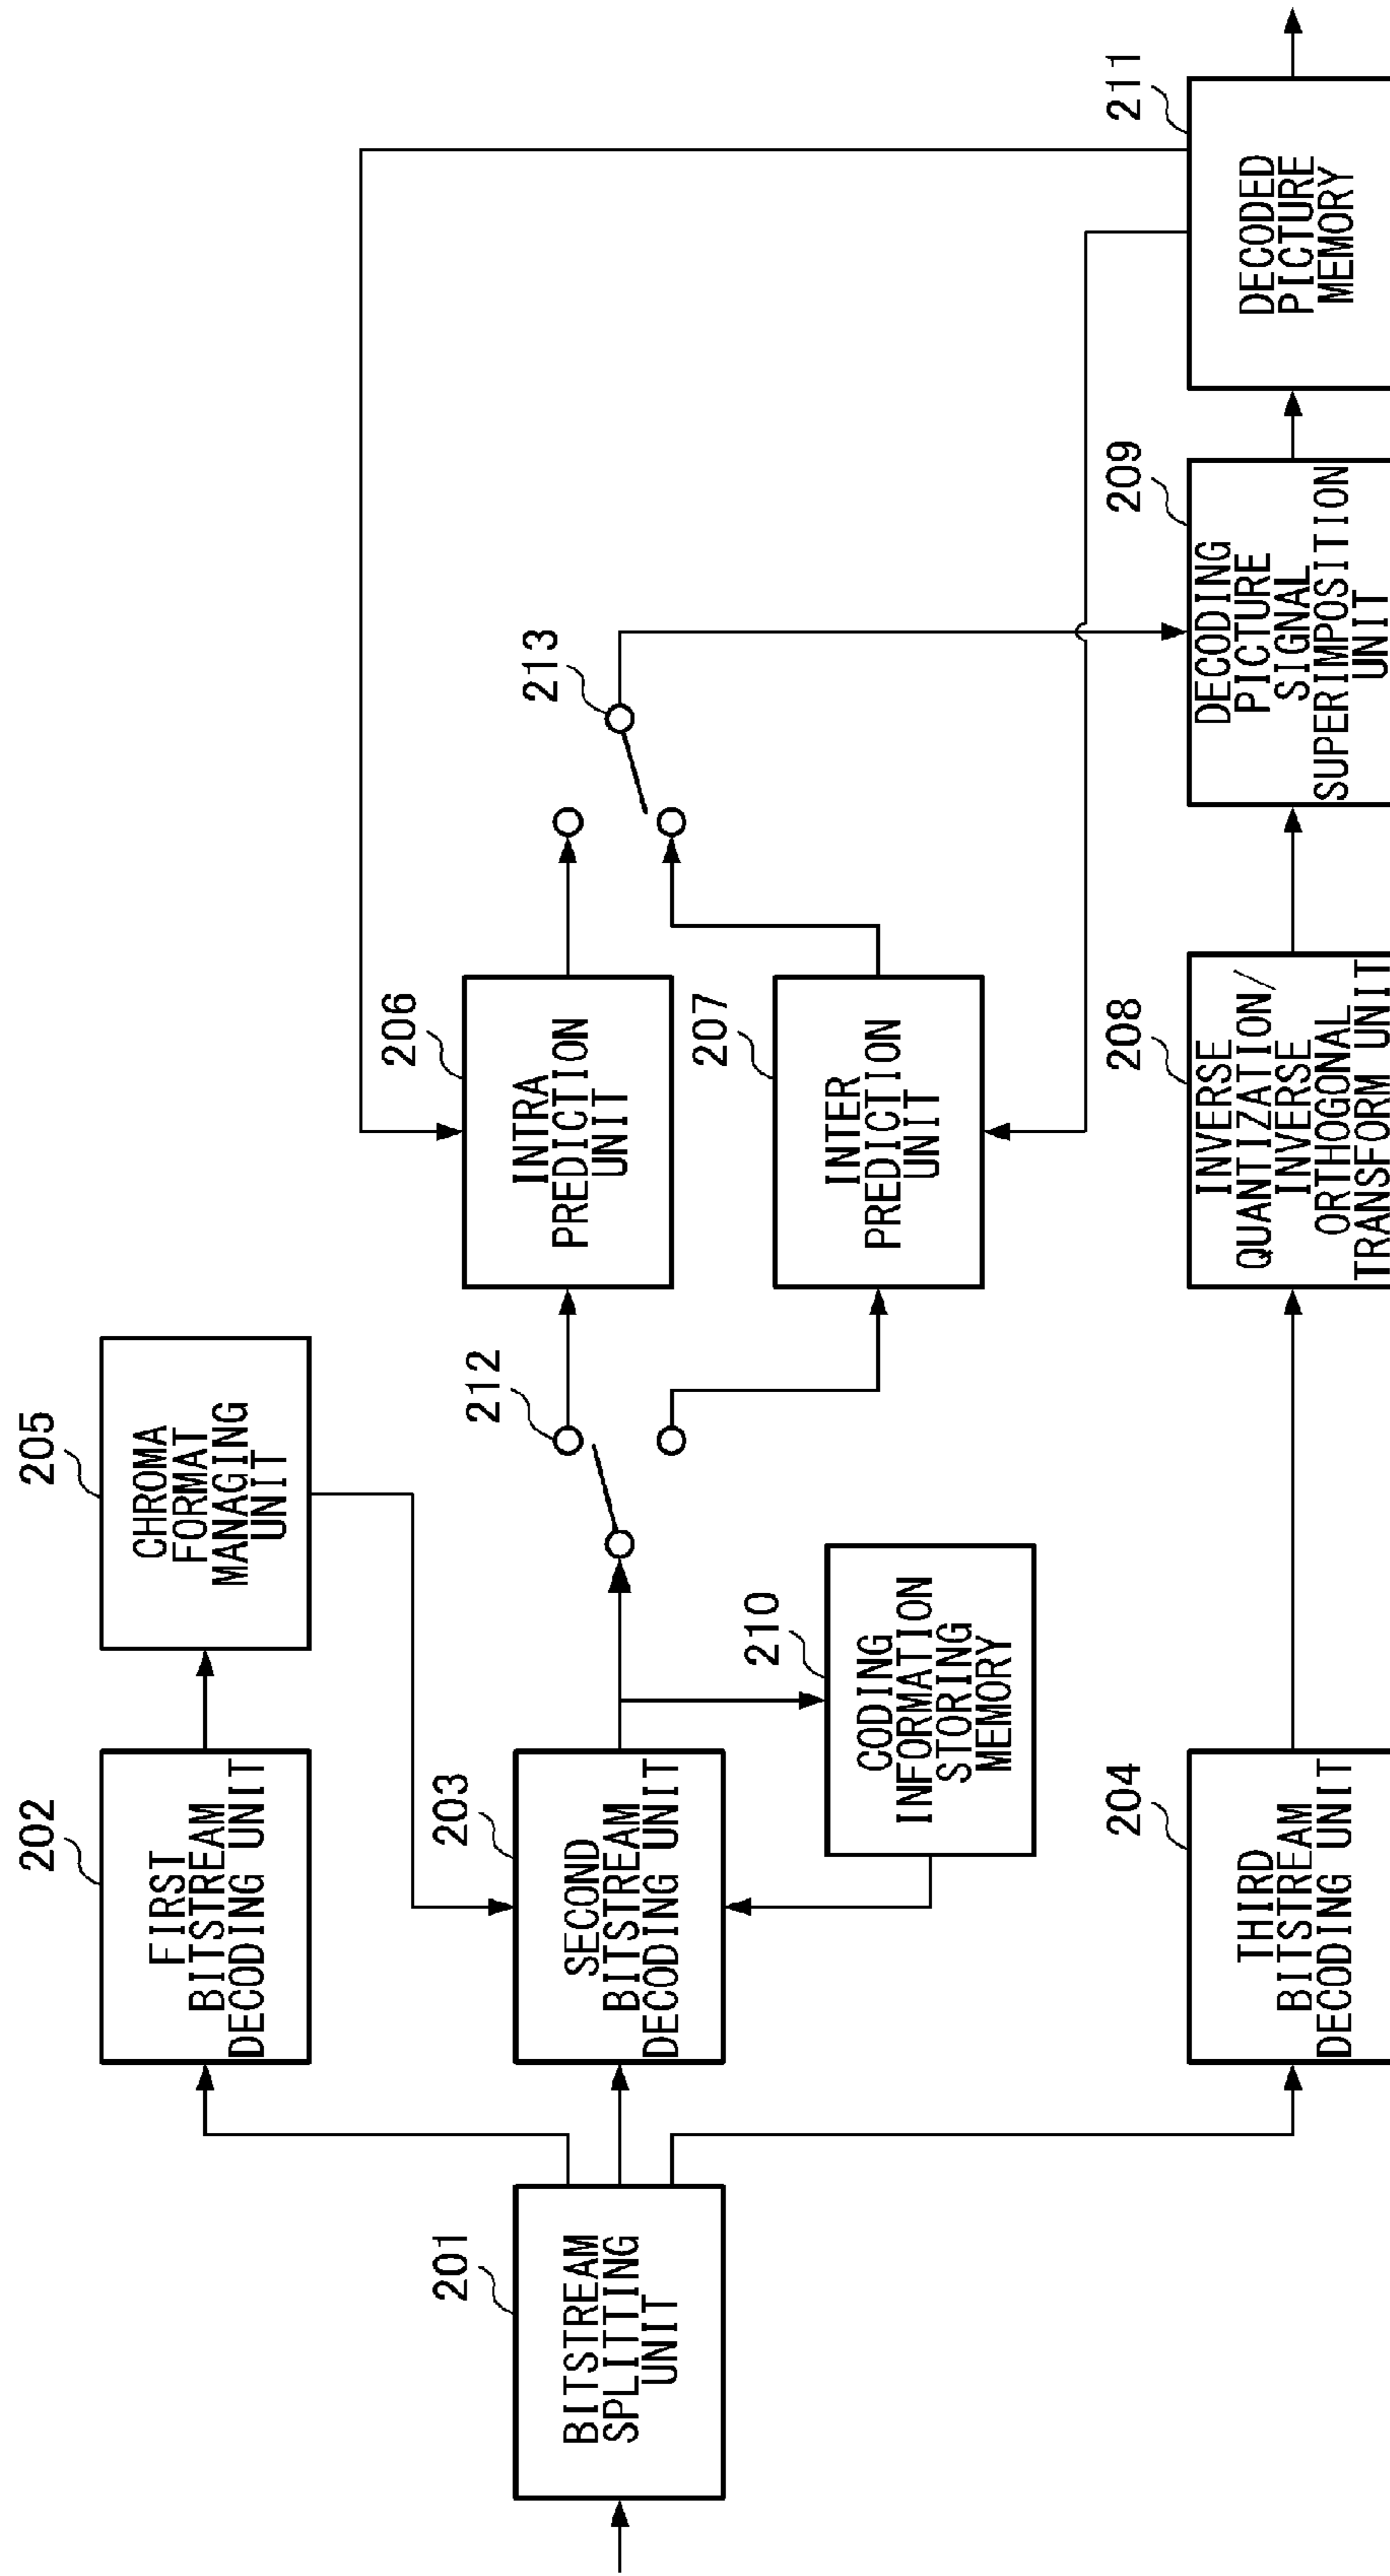 201
BITSTREAM
SPLITTING
UNIT
202
FIRST
BITSTREAM
DECODING UNIT
203
SECOND
BITSTREAM
DECODING UNIT
204
THIRD
BITSTREAM
DECODING UNIT
205
CHROMA
FORMAT
MANAGING
UNIT
210
CODING
INFORMATION
STORING
MEMORY
212
206
INTRA
PREDICTION
UNIT
207
INTER
PREDICTION
UNIT
208
INVERSE
QUANTIZATION/
INVERSE
ORTHOGONAL
TRANSFORM UNIT
213
209
DECODING
PICTURE
SIGNAL
SUPERIMPOSITION
UNIT
211
DECODED
PICTURE
MEMORY